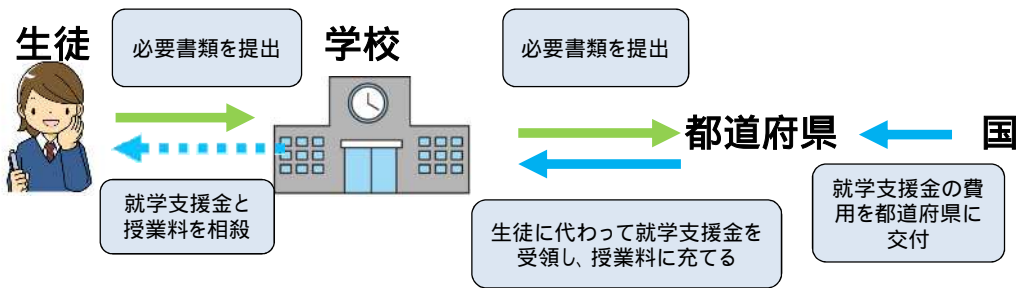 生徒
必要書類を提出
学校
必要書類を提出
都道府県
国
就学支援金と
授業料を相殺
生徒に代わって就学支援金を
受領し、授業料に充てる
就学支援金の費
用を都道府県に
交付